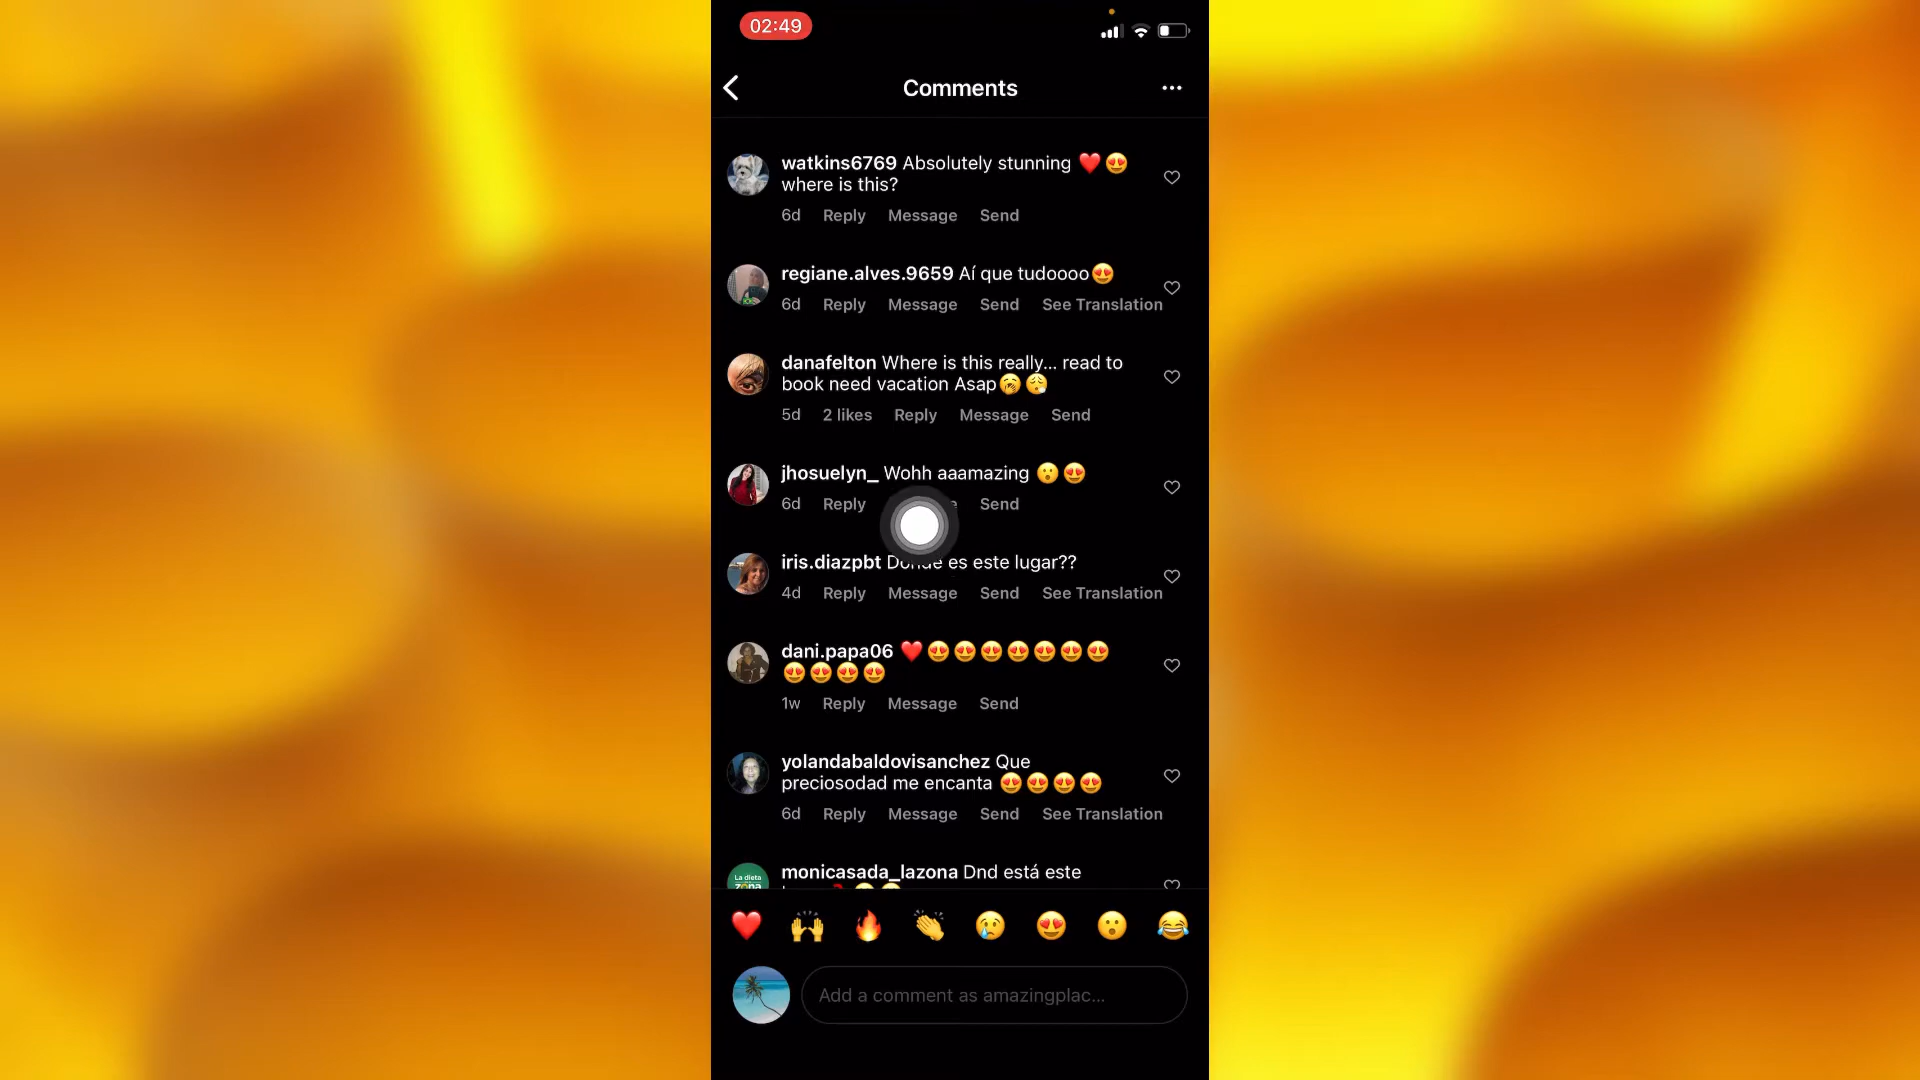 02:49
Comments
watkins6769 Absolutely stunning ❤️😍
where is this?
6d Reply Message Send
regiane.alves.9659 Aí que tudoooo😍
6d Reply Message Send See Translation
danafelton Where is this really... read to
book need vacation Asap🥱😮‍💨
5d 2 likes Reply Message Send
jhosuelyn_ Wohh aaamazing 😮😍
6d Reply Send
iris.diazpbt Donde es este lugar??
4d Reply Message Send See Translation
dani.papa06 ❤️😍😍😍😍😍😍😍
😍😍😍😍
1w Reply Message Send
yolandabaldovisanchez Que
preciosodad me encanta 😍😍😍😍
6d Reply Message Send See Translation
La dieta
zona
monicasada_lazona Dnd está este
Add a comment as amazingplac...